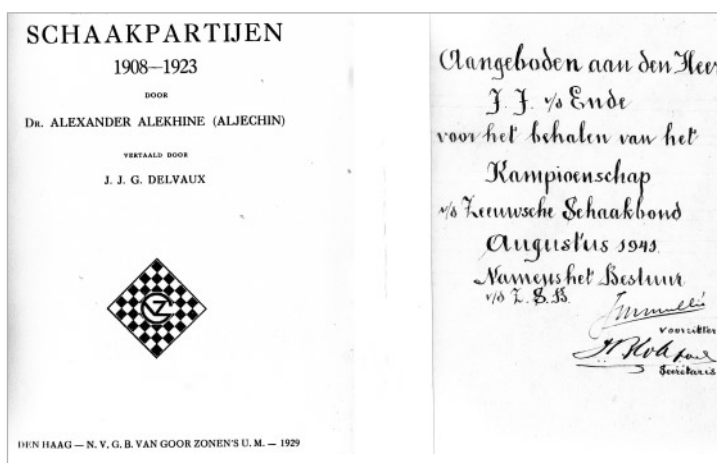 SCHAAKPARTIJEN
1908—1923
DOOR
DR. ALEXANDER ALEKHINE (ALJECHIN)
VERTAALD DOOR
J. J. G. DELVAUX
DEN HAAG — N. V. G. B. VAN GOOR ZONEN'S U. M. — 1929
Aangeboden aan den Heer
J. J. v/d Ende
voor het behalen van het
Kampioenschap
v/d Zeeuwsche Schaakbond
Augustus 1941.
Namens het Bestuur
v/d Z. S. B.
voorzitter
Secretaris